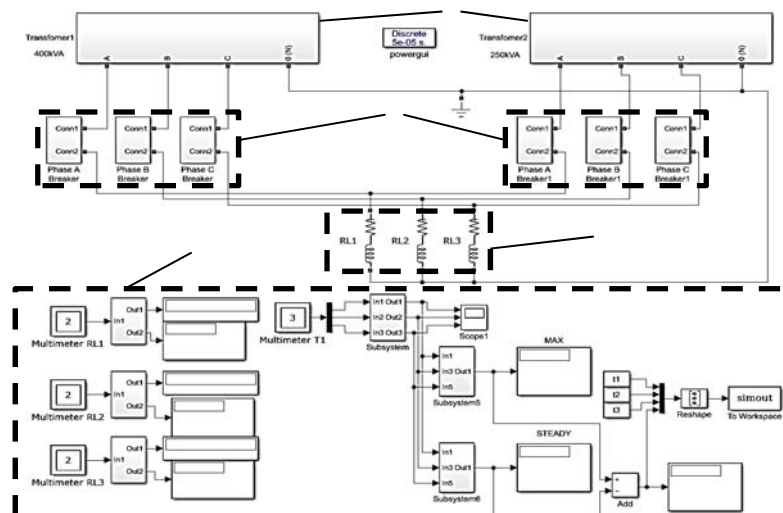 Transfomer1
400kVA
A
B
C
0 (N)
Discrete
5e-05 s.
powergui
Transfomer2
250kVA
A
B
C
0 (N)
Conn1
Conn2
Phase A
Breaker
Conn1
Conn2
Phase B
Breaker
Conn1
Conn2
Phase C
Breaker
Conn1
Conn2
Phase A
Breaker1
Conn1
Conn2
Phase B
Breaker1
Conn1
Conn2
Phase C
Breaker1
RL1
RL2
RL3
2
Multimeter RL1
In1
Out1
Out2
3
Multimeter T1
In1 Out1
In2 Out2
In3 Out3
Subsystem
Scope1
2
Multimeter RL2
In1
Out1
Out2
In1
In3 Out1
In5
Subsystem5
MAX
t1
t2
t3
Reshape
simout
To Workspace
2
Multimeter RL3
In1
Out1
Out2
In1
In3 Out1
In5
Subsystem6
STEADY
+
−
Add